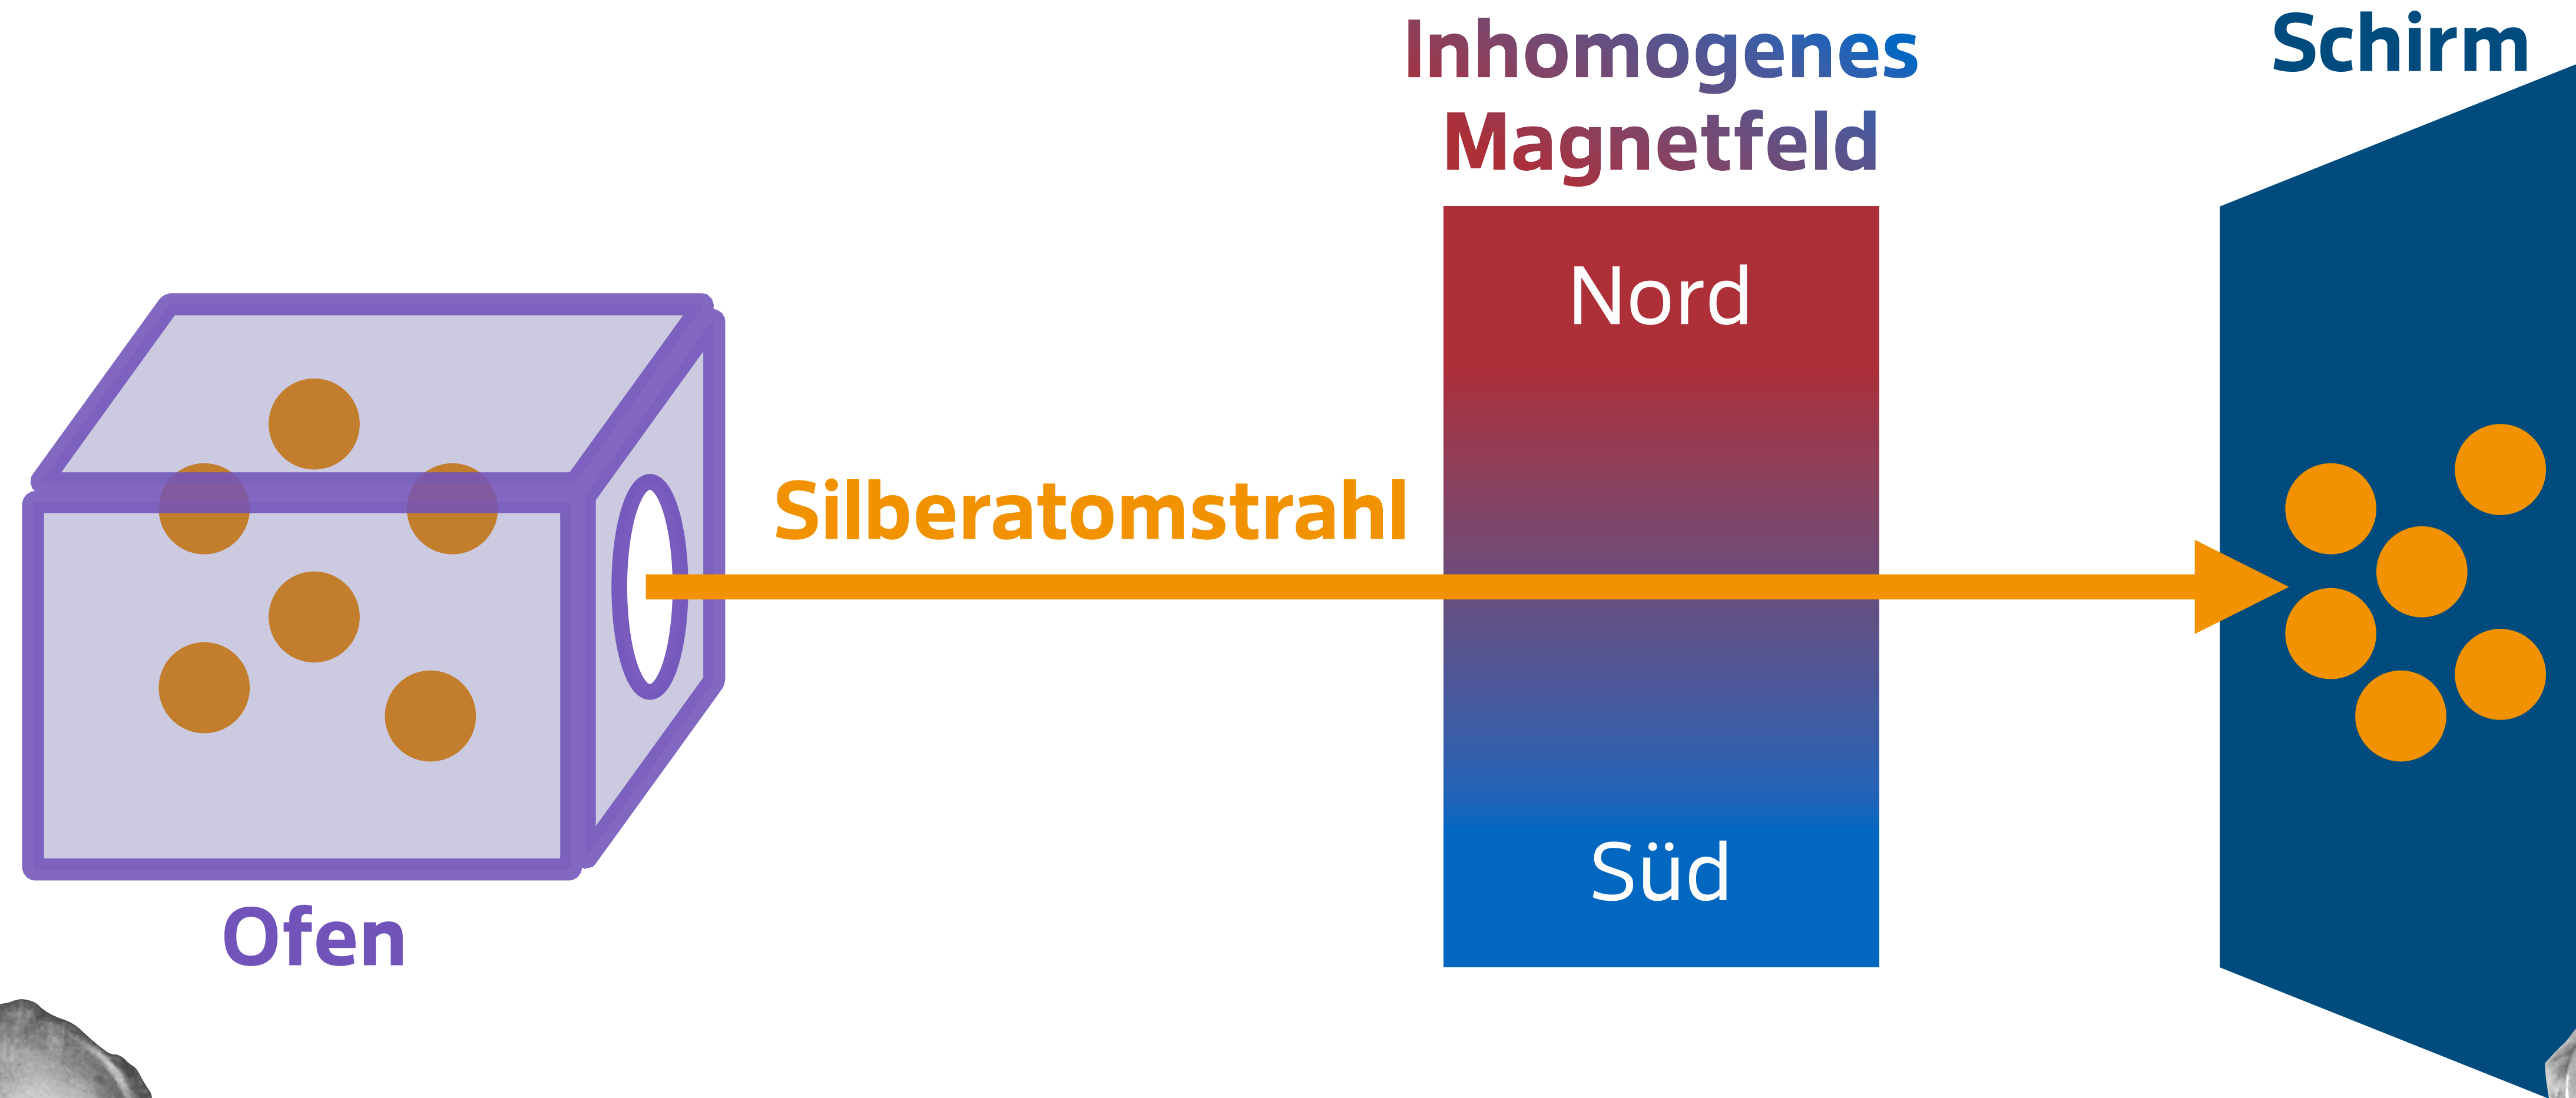 Inhomogenes
Magnetfeld
Schirm
Nord
Silberatomstrahl
Süd
Ofen